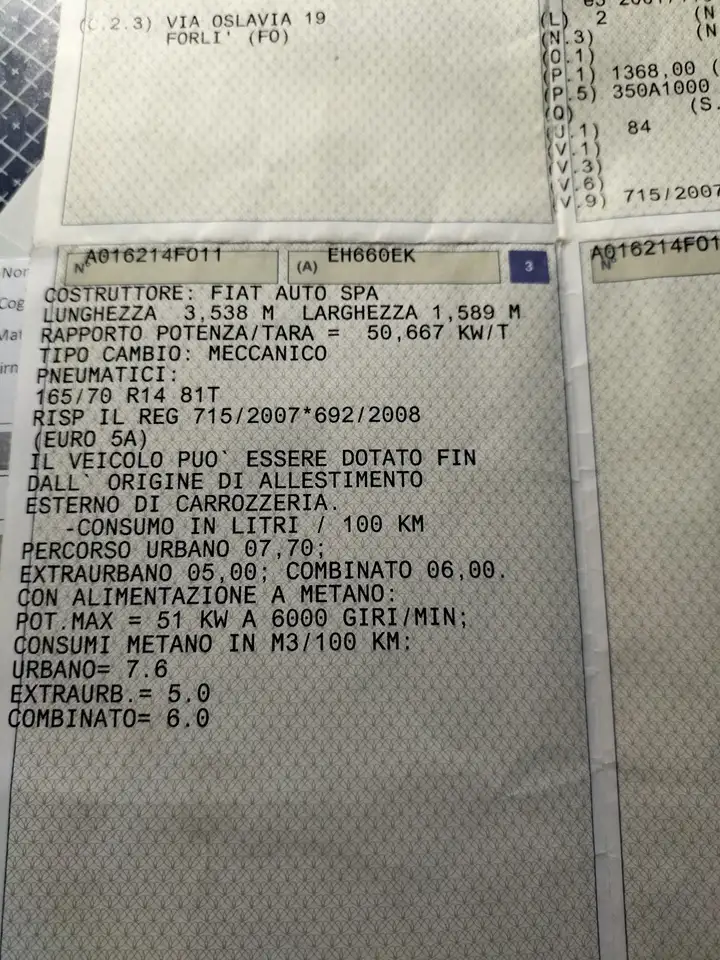 (C.2.3) VIA OSLAVIA 19
FORLI' (FO)
(L) 2 (N
(N.3) (N
(O.1)
(P.1) 1368,00 (
(P.5) 350A1000
(Q) (S.
(U.1) 84
(V.1)
(V.3)
(V.6)
(V.9) 715/2007
N° A016214F011
(A) EH660EK
3
COSTRUTTORE: FIAT AUTO SPA
LUNGHEZZA 3,538 M LARGHEZZA 1,589 M
RAPPORTO POTENZA/TARA = 50,667 KW/T
TIPO CAMBIO: MECCANICO
PNEUMATICI:
165/70 R14 81T
RISP IL REG 715/2007*692/2008
(EURO 5A)
IL VEICOLO PUO` ESSERE DOTATO FIN
DALL` ORIGINE DI ALLESTIMENTO
ESTERNO DI CARROZZERIA.
-CONSUMO IN LITRI / 100 KM
PERCORSO URBANO 07,70;
EXTRAURBANO 05,00; COMBINATO 06,00.
CON ALIMENTAZIONE A METANO:
POT.MAX = 51 KW A 6000 GIRI/MIN;
CONSUMI METANO IN M3/100 KM:
URBANO= 7.6
EXTRAURB.= 5.0
COMBINATO= 6.0
N° A016214F01
Nor
Cog
Mat
irn